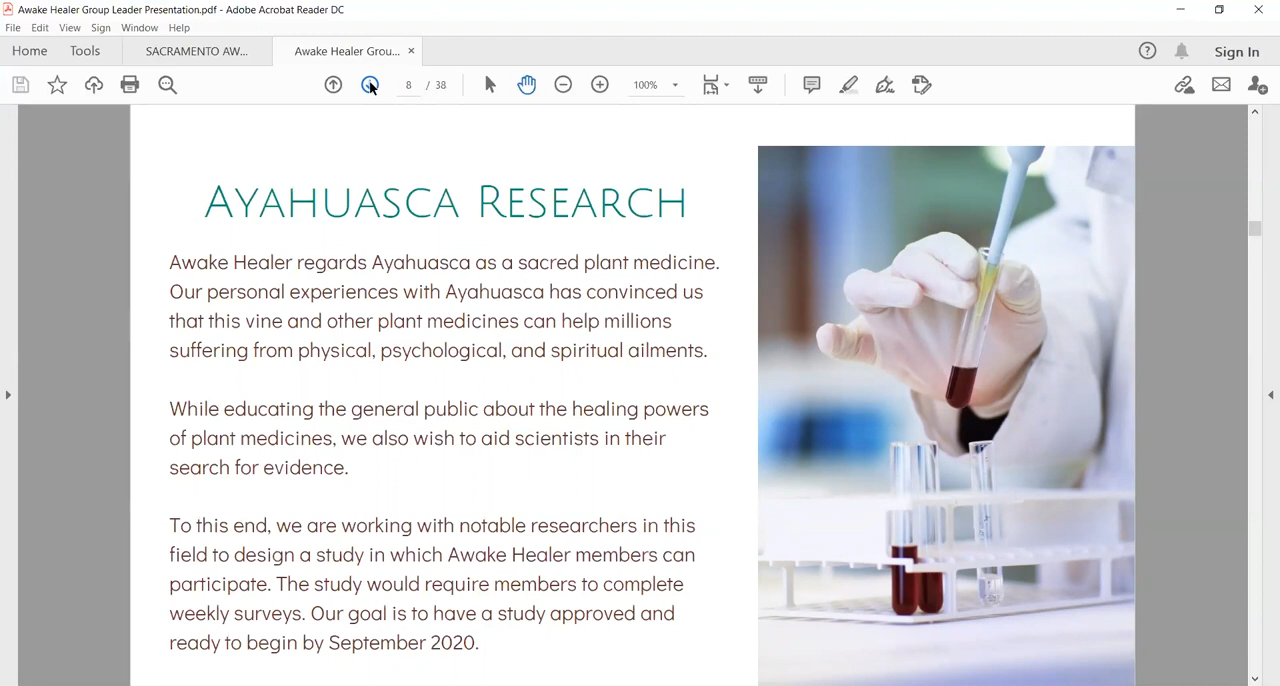 Awake Healer Group Leader Presentation.pdf - Adobe Acrobat Reader DC
File Edit View Sign Window Help
Home Tools SACRAMENTO AW... Awake Healer Grou... × Sign In
8 / 38 100%
AYAHUASCA RESEARCH
Awake Healer regards Ayahuasca as a sacred plant medicine.
Our personal experiences with Ayahuasca has convinced us
that this vine and other plant medicines can help millions
suffering from physical, psychological, and spiritual ailments.
While educating the general public about the healing powers
of plant medicines, we also wish to aid scientists in their
search for evidence.
To this end, we are working with notable researchers in this
field to design a study in which Awake Healer members can
participate. The study would require members to complete
weekly surveys. Our goal is to have a study approved and
ready to begin by September 2020.